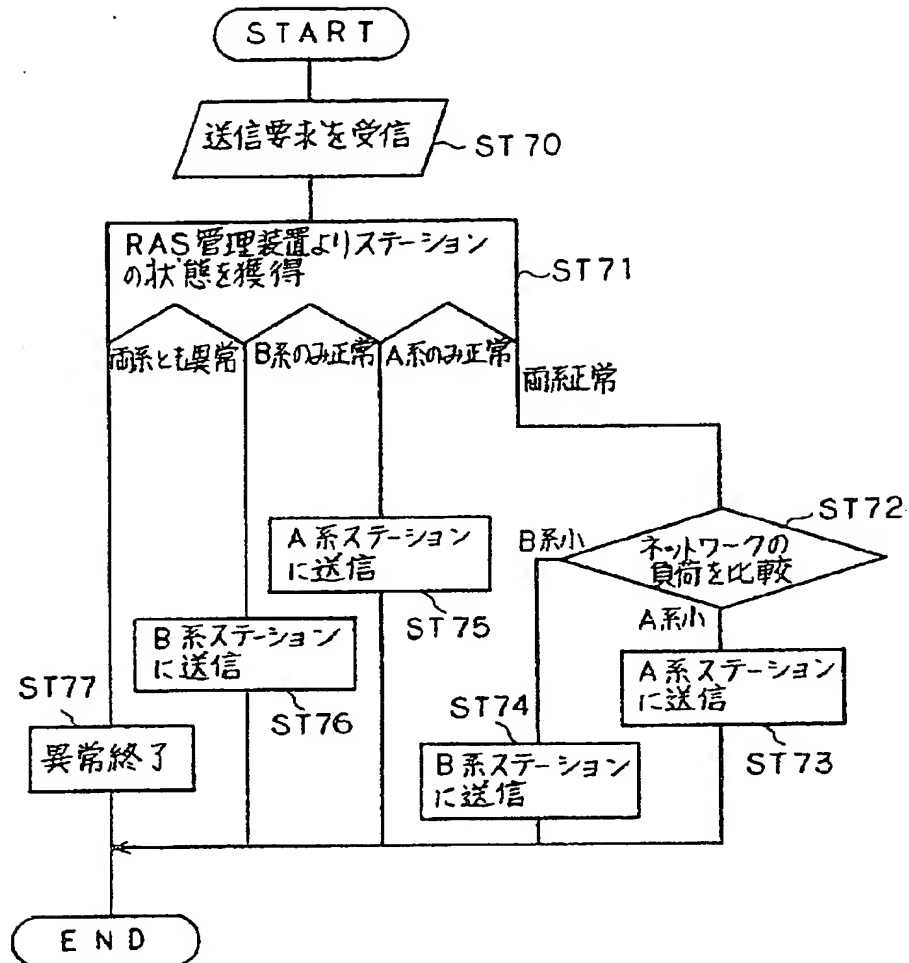 START
送信要求を受信
ST70
RAS管理装置よりステーション
の状態を獲得
ST71
両系とも異常
B系のみ正常
A系のみ正常
両系正常
ST72
ネットワークの
負荷を比較
B系小
A系小
A系ステーション
に送信
ST75
B系ステーション
に送信
ST76
A系ステーション
に送信
ST73
ST74
B系ステーション
に送信
ST77
異常終了
END